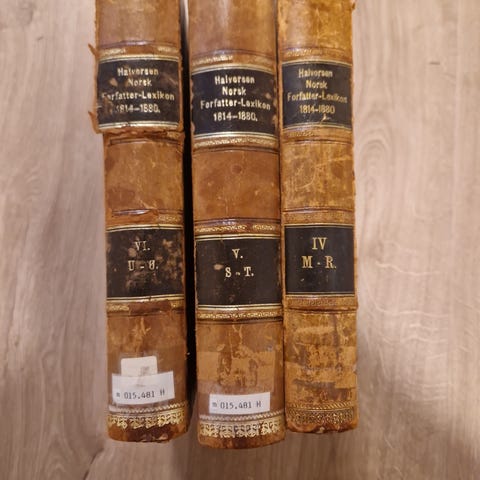 Halvorsen
Norsk
Forfatter-Lexikon
1814-1880.
VI.
m 015.481 H
Halvorsen
Norsk
Forfatter-Lexikon
1814-1880.
V.
S-T.
m 015.481 H
Halvorsen
Norsk
Forfatter-Lexikon
1814-1880
IV
M-R.